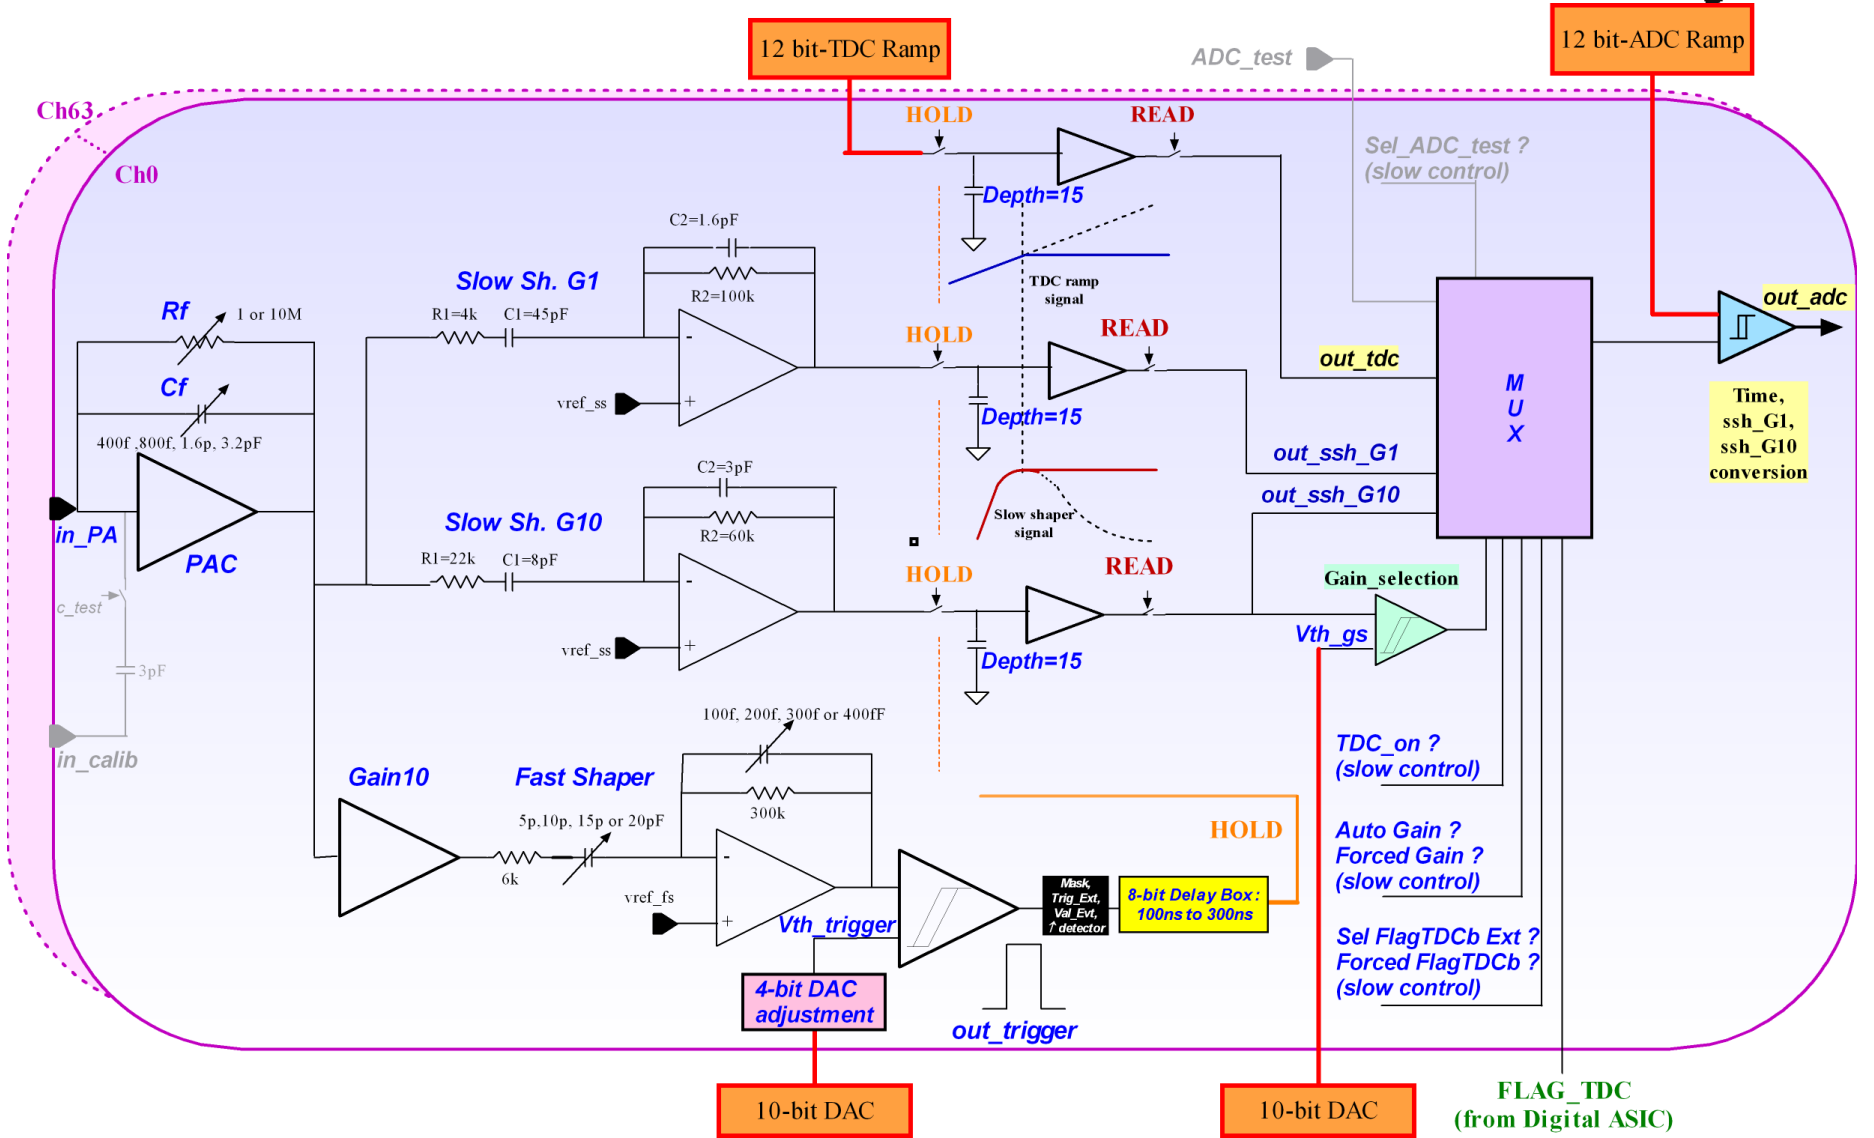 12 bit-TDC Ramp
12 bit-ADC Ramp
ADC_test
Ch63
Ch0
HOLD
READ
Sel_ADC_test ?
(slow control)
Depth=15
C2=1.6pF
Slow Sh. G1
R2=100k
TDC ramp
signal
Rf
1 or 10M
R1=4k
C1=45pF
HOLD
READ
out_adc
out_tdc
Cf
vref_ss
Depth=15
M
U
X
Time,
ssh_G1,
ssh_G10
conversion
400f ,800f, 1.6p, 3.2pF
out_ssh_G1
C2=3pF
out_ssh_G10
in_PA
PAC
Slow Sh. G10
R2=60k
Slow shaper
signal
R1=22k
C1=8pF
HOLD
READ
Gain_selection
c_test
vref_ss
Vth_gs
Depth=15
3pF
in_calib
100f, 200f, 300f or 400fF
TDC_on ?
(slow control)
Gain10
Fast Shaper
300k
5p,10p, 15p or 20pF
6k
HOLD
Auto Gain ?
Forced Gain ?
(slow control)
vref_fs
Vth_trigger
Mask,
Trig_Ext,
Val_Evt,
↑ detector
8-bit Delay Box :
100ns to 300ns
Sel FlagTDCb Ext ?
Forced FlagTDCb ?
(slow control)
4-bit DAC
adjustment
out_trigger
10-bit DAC
10-bit DAC
FLAG_TDC
(from Digital ASIC)